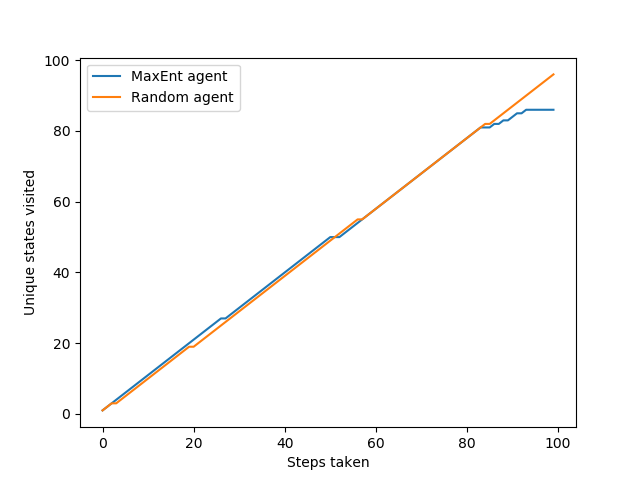 MaxEnt agent
Random agent
Unique states visited
100
80
60
40
20
0
0 20 40 60 80 100
Steps taken